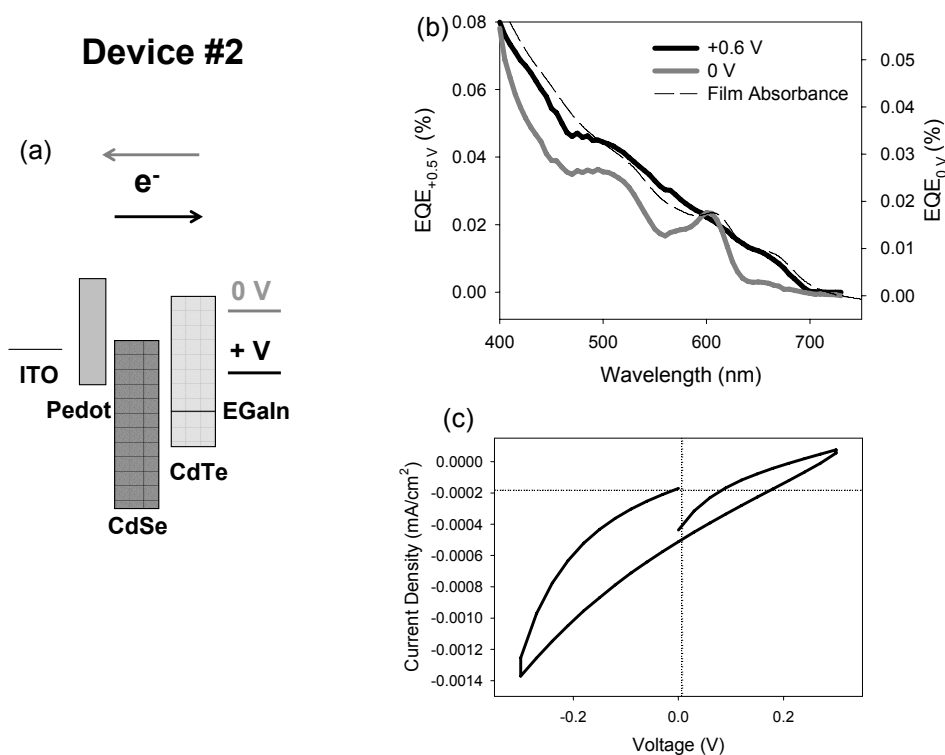 Device #2
(a)
e-
0 V
+ V
ITO
Pedot
EGaIn
CdTe
CdSe
(b)
+0.6 V
0 V
Film Absorbance
EQE+0.5 V (%)
0.08
0.06
0.04
0.02
0.00
EQE0 V (%)
0.05
0.04
0.03
0.02
0.01
0.00
400 500 600 700
Wavelength (nm)
(c)
Current Density (mA/cm2)
0.0000
-0.0002
-0.0004
-0.0006
-0.0008
-0.0010
-0.0012
-0.0014
-0.2 0.0 0.2
Voltage (V)